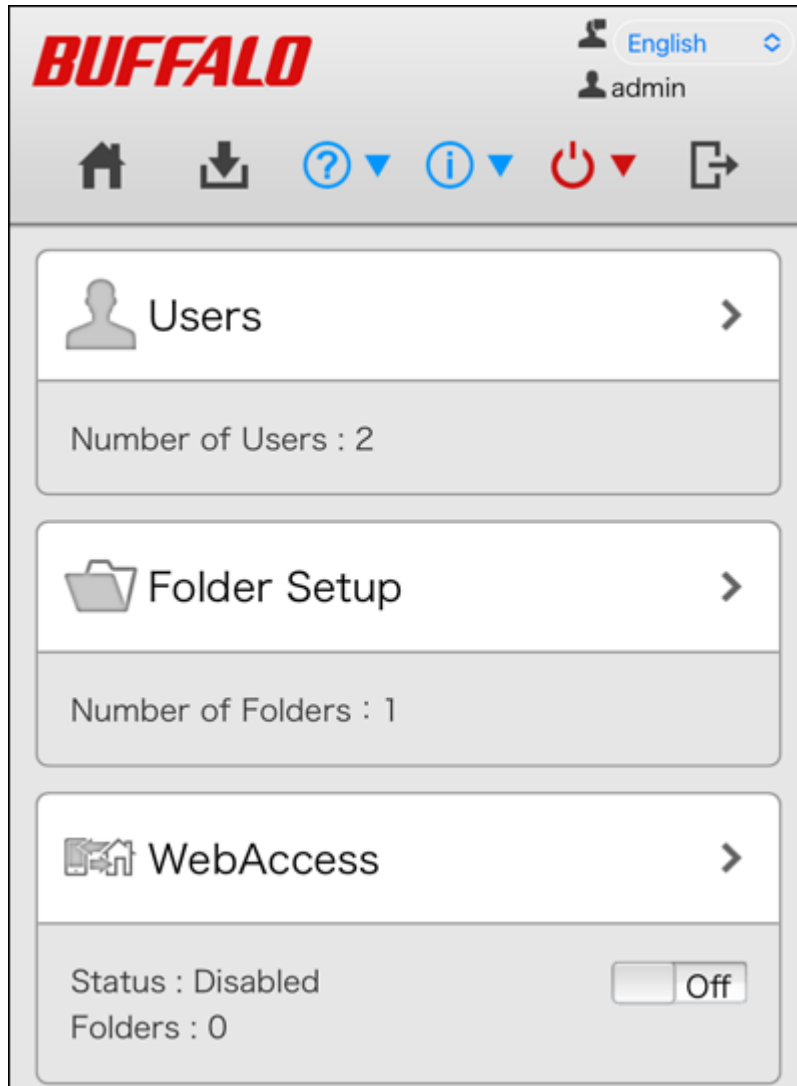 BUFFALO
English
admin
Users
Number of Users : 2
Folder Setup
Number of Folders : 1
WebAccess
Status : Disabled
Off
Folders : 0